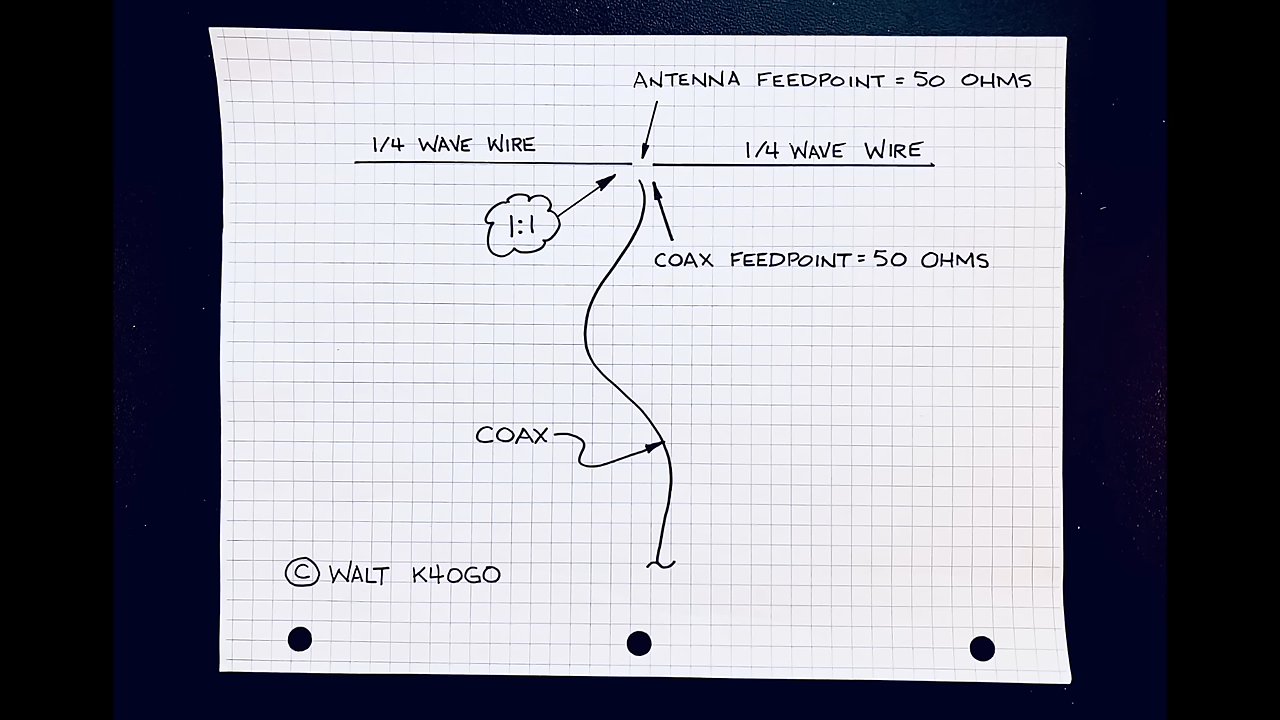 ANTENNA FEEDPOINT = 50 OHMS
1/4 WAVE WIRE
1/4 WAVE WIRE
1:1
COAX FEEDPOINT = 50 OHMS
COAX
© WALT K4OGO